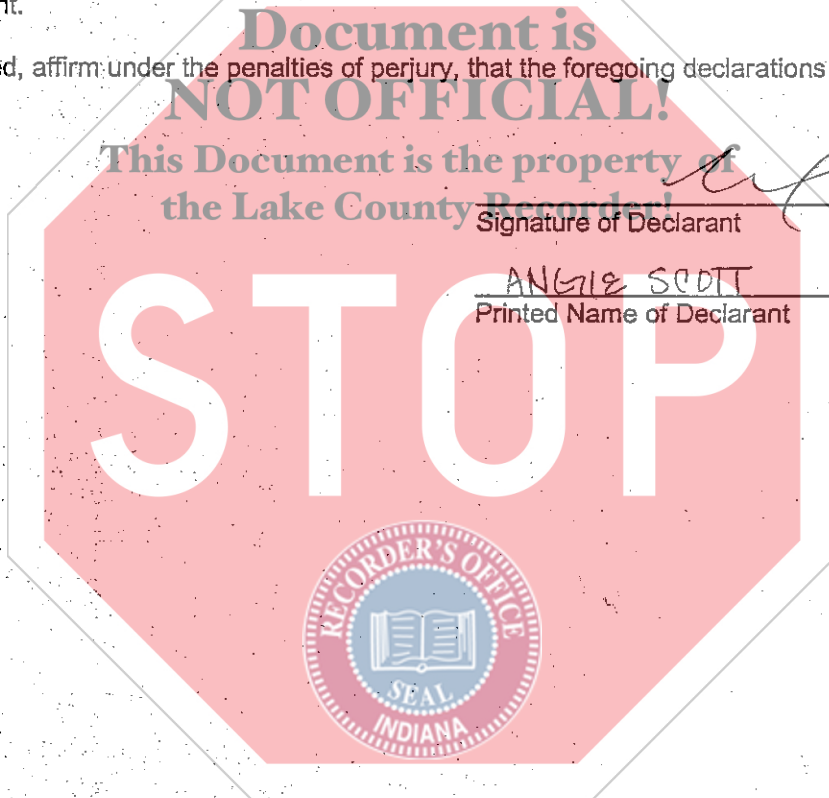 nt.
Document is
ed, affirm under the penalties of perjury, that the foregoing declarations
NOT OFFICIAL!
This Document is the property of
the Lake County Recorder!
Signature of Declarant
ANGIE SCOTT
Printed Name of Declarant
STOP
RECORDER'S OFFICE
SEAL
INDIANA